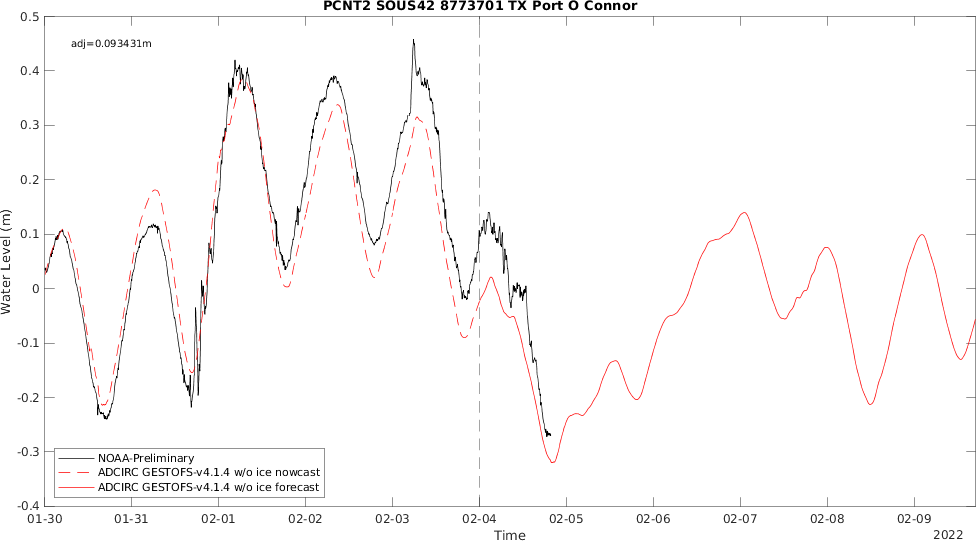 PCNT2 SOUS42 8773701 TX Port O Connor
adj=0.093431m
0.5
0.4
0.3
0.2
0.1
0
-0.1
-0.2
-0.3
-0.4
Water Level (m)
NOAA-Preliminary
ADCIRC GESTOFS-v4.1.4 w/o ice nowcast
ADCIRC GESTOFS-v4.1.4 w/o ice forecast
01-30 01-31 02-01 02-02 02-03 02-04 02-05 02-06 02-07 02-08 02-09
Time
2022